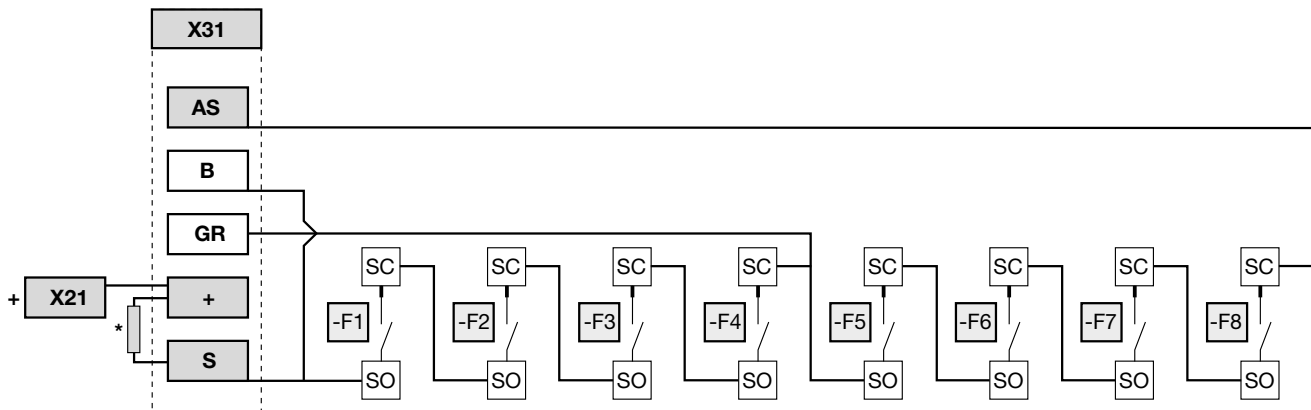 X31
AS
B
GR
SC SC SC SC SC SC SC SC
+ X21 +
-F1 -F2 -F3 -F4 -F5 -F6 -F7 -F8
*
S
SO SO SO SO SO SO SO SO